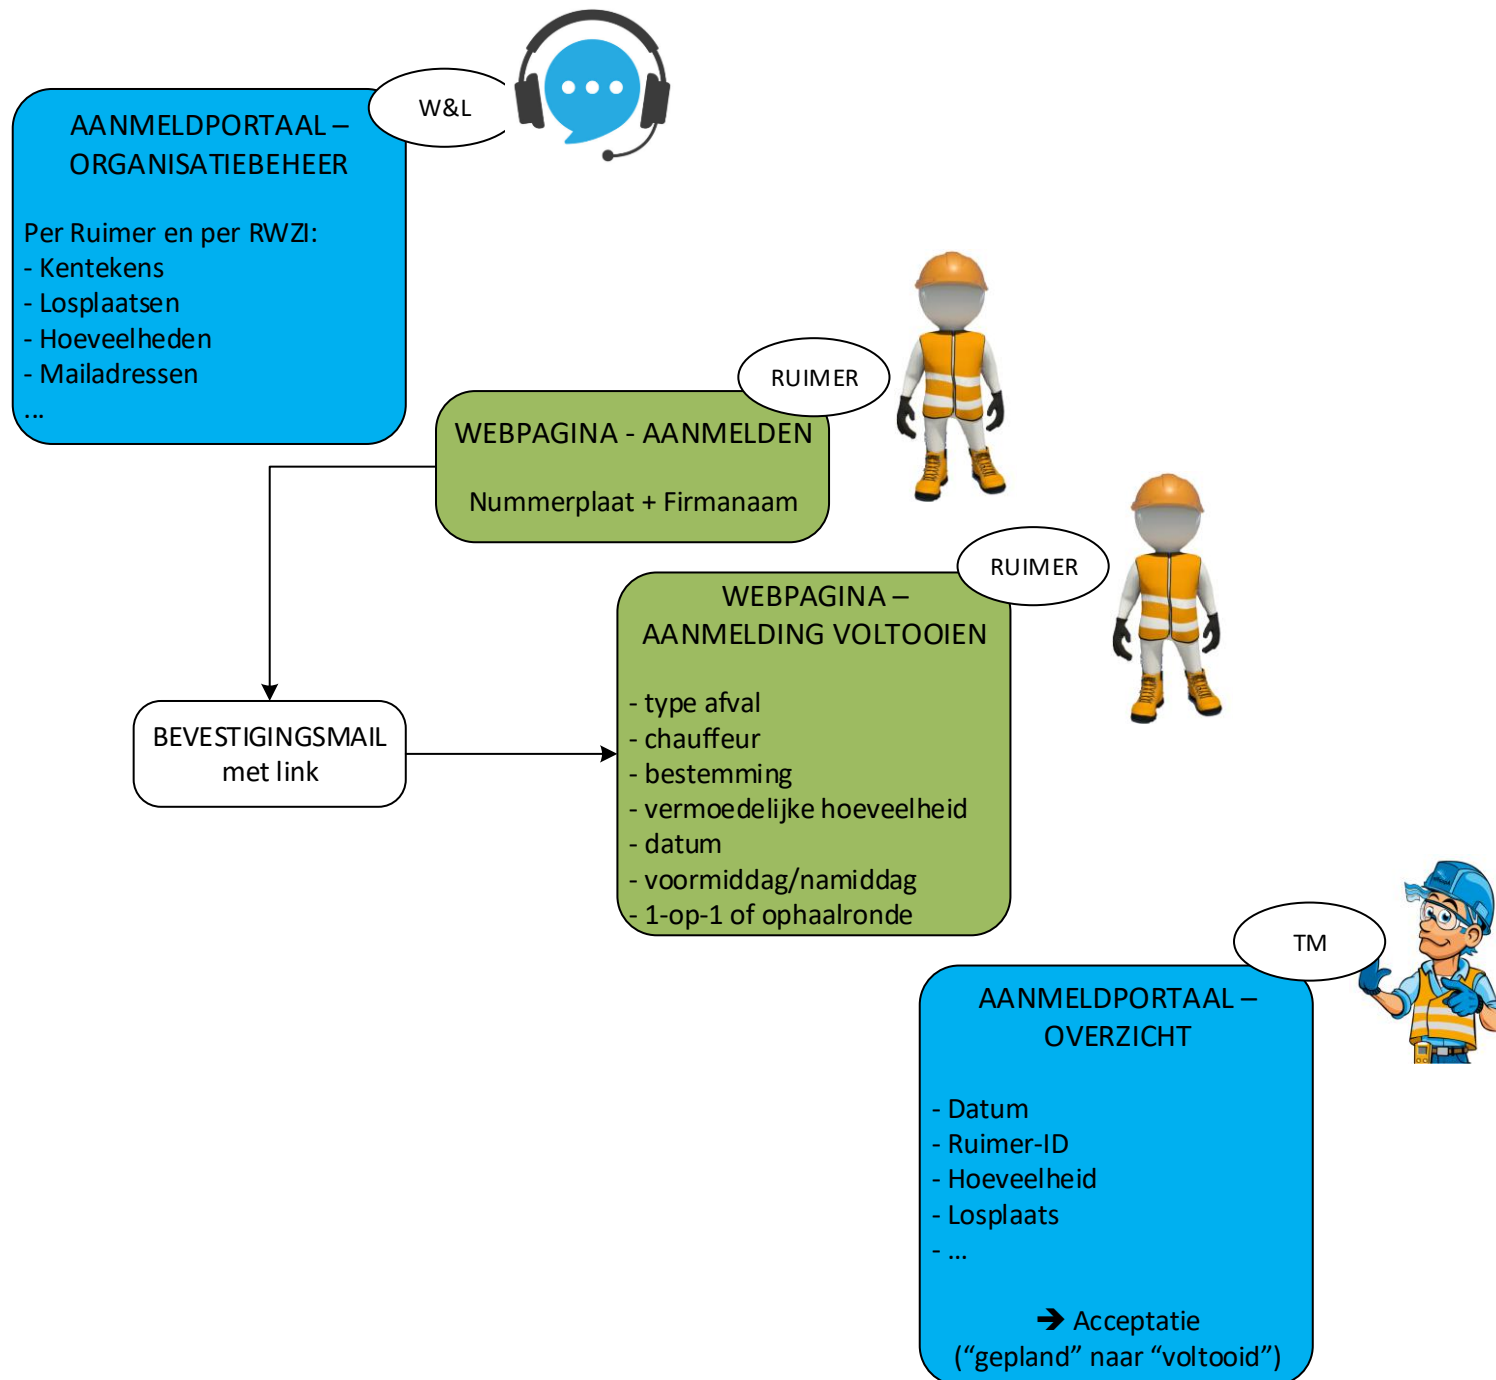 W&L
AANMELDPORTAAL –
ORGANISATIEBEHEER
Per Ruimer en per RWZI:
- Kentekens
- Losplaatsen
- Hoeveelheden
- Mailadressen
...
RUIMER
WEBPAGINA - AANMELDEN
Nummerplaat + Firmanaam
RUIMER
WEBPAGINA –
AANMELDING VOLTOOIEN
- type afval
- chauffeur
- bestemming
- vermoedelijke hoeveelheid
- datum
- voormiddag/namiddag
- 1-op-1 of ophaalronde
BEVESTIGINGSMAIL
met link
TM
AANMELDPORTAAL –
OVERZICHT
- Datum
- Ruimer-ID
- Hoeveelheid
- Losplaats
- ...
➔ Acceptatie
(“gepland” naar “voltooid”)